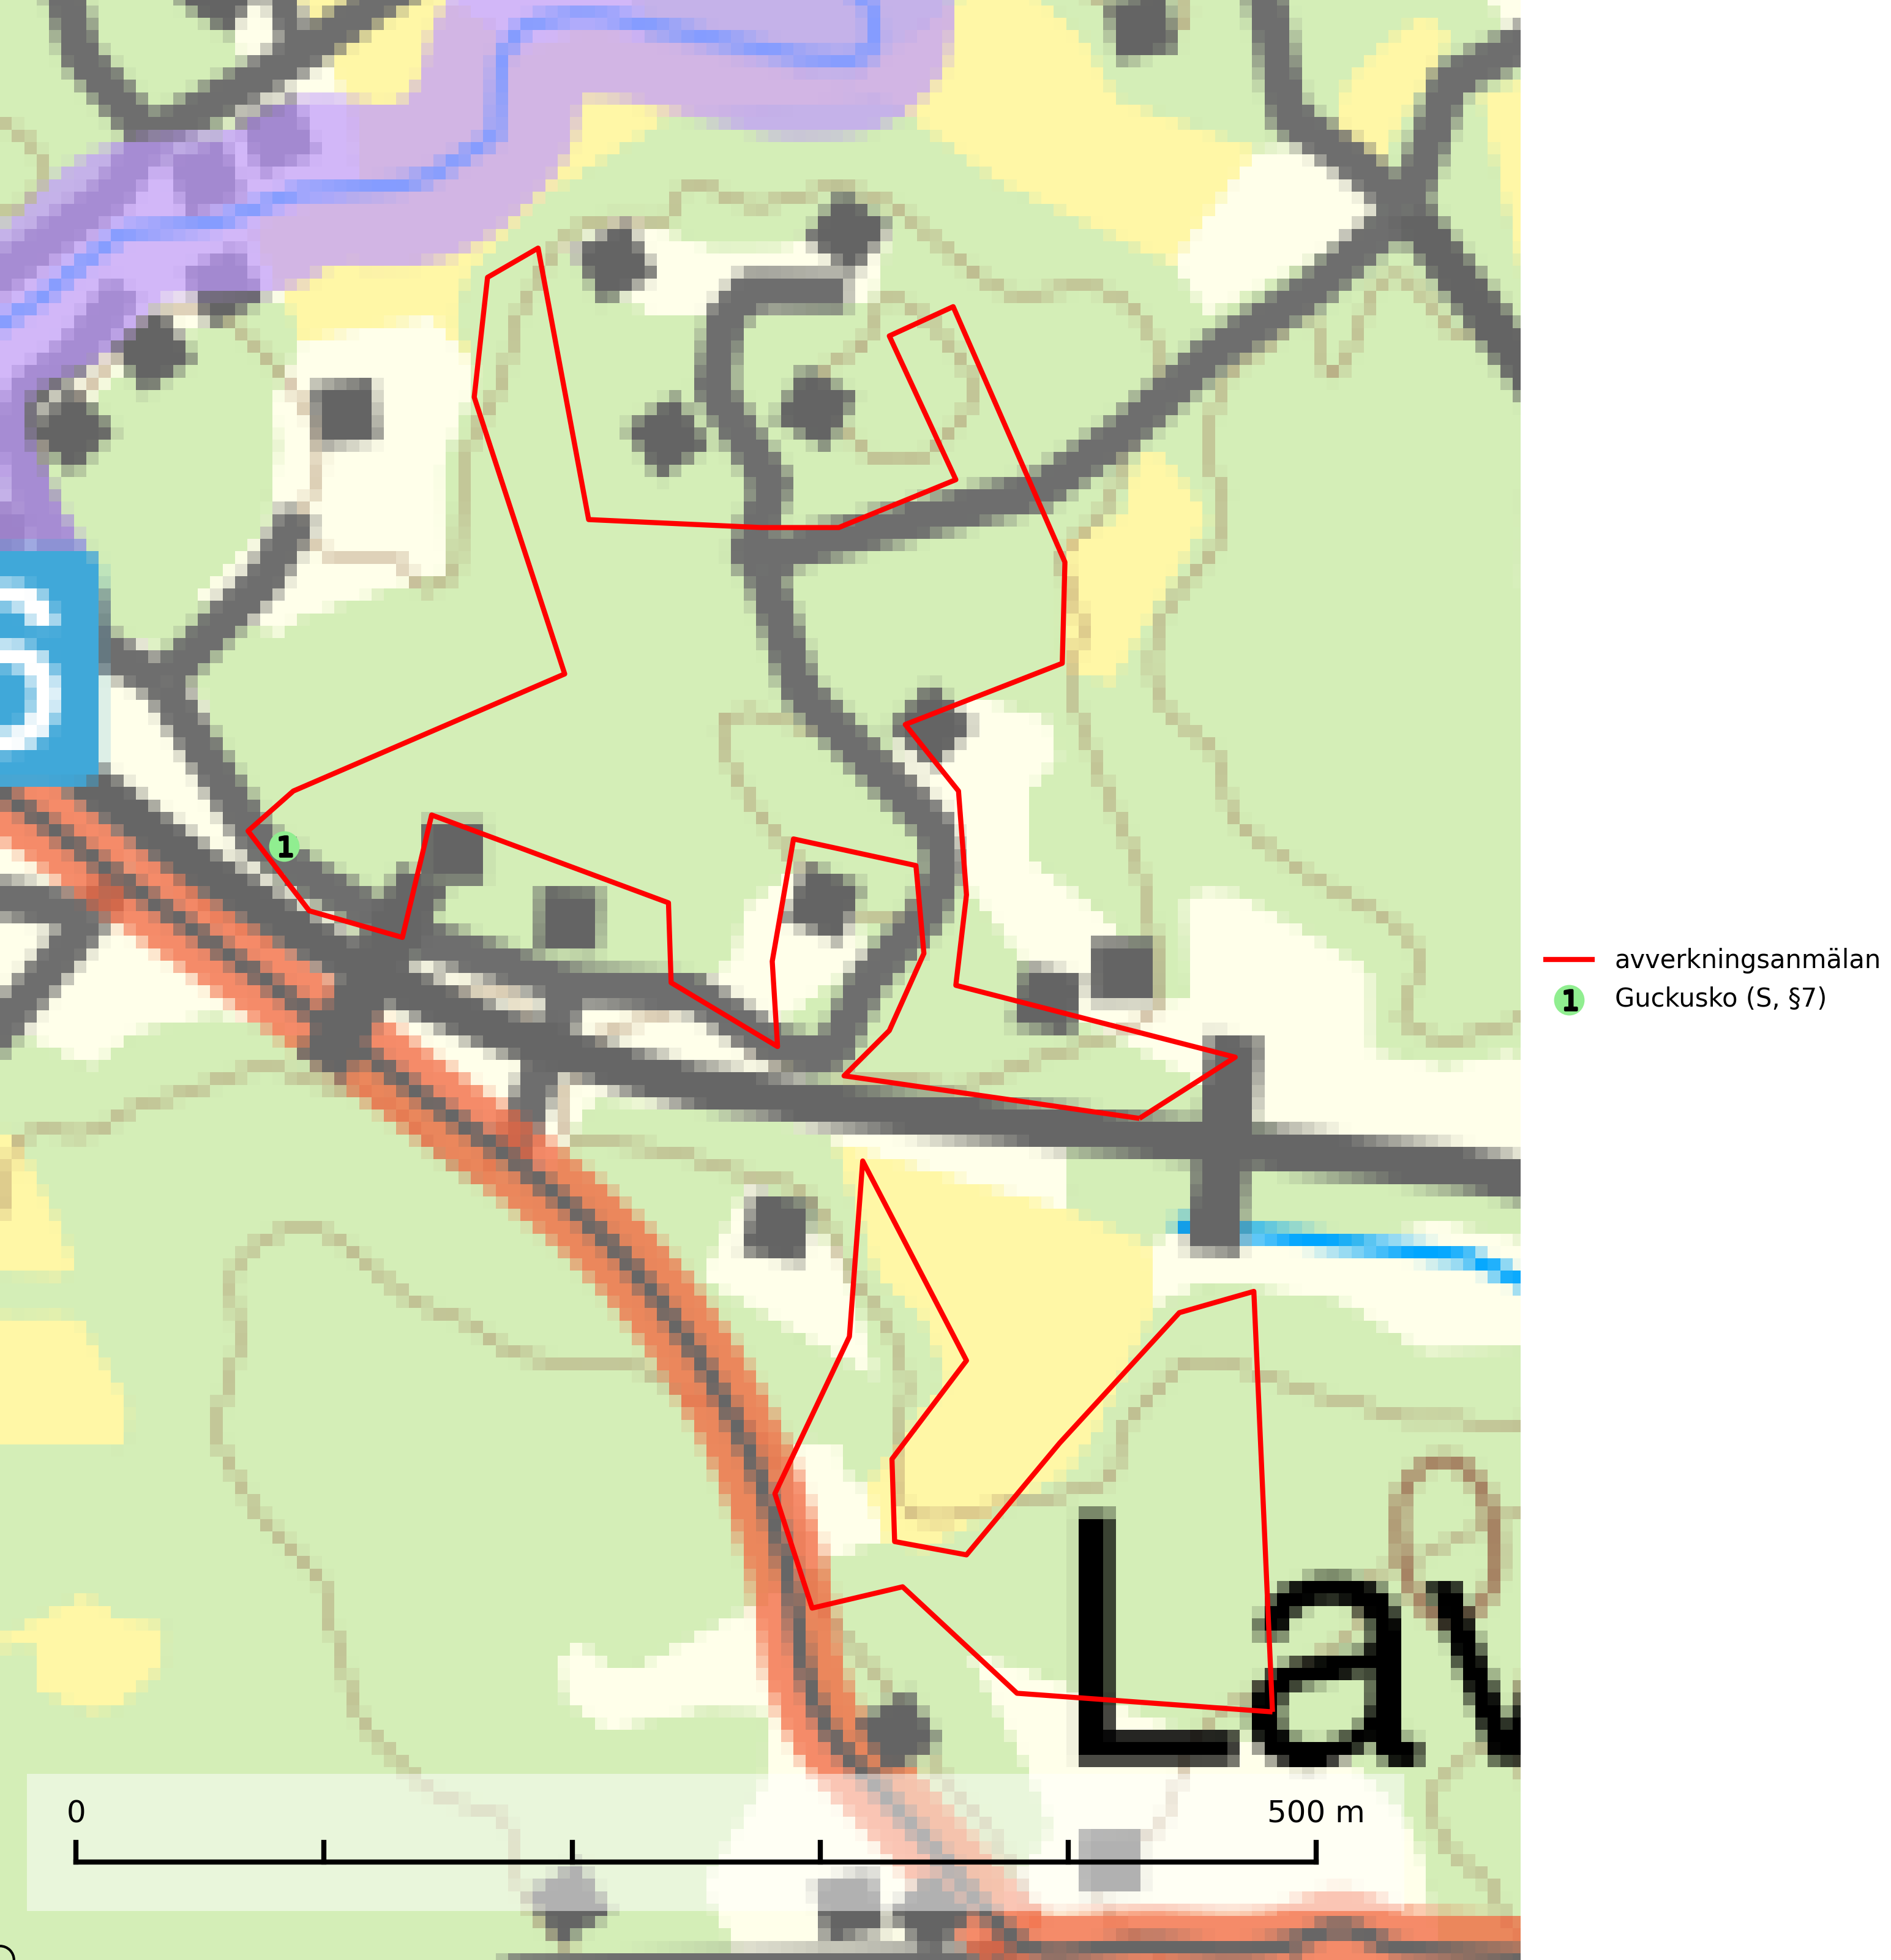 1
avverkningsanmälan
1 Guckusko (S, §7)
Lav
0 500 m